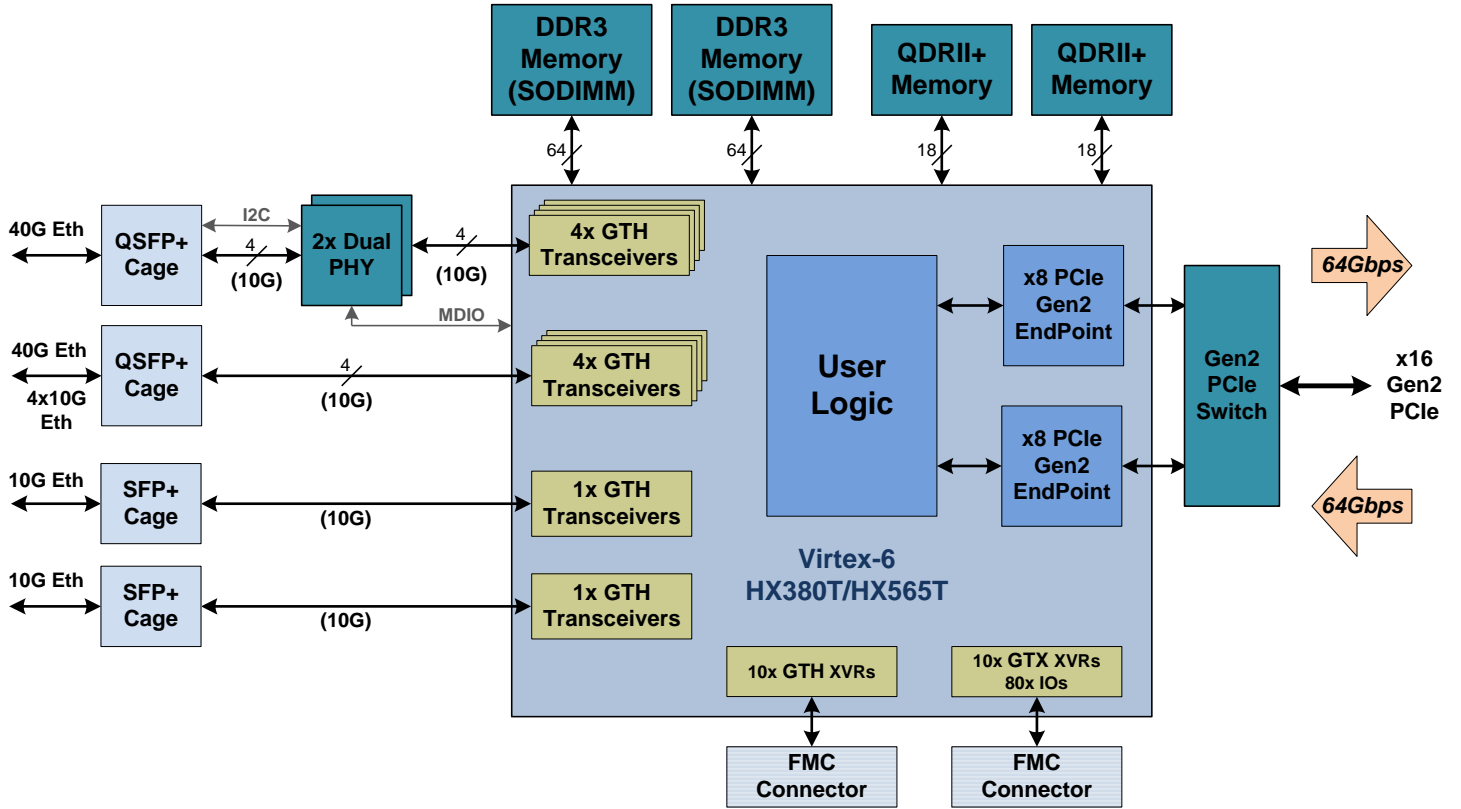 DDR3
Memory
(SODIMM)
DDR3
Memory
(SODIMM)
QDRII+
Memory
QDRII+
Memory
64
64
18
18
40G Eth
QSFP+
Cage
I2C
4
(10G)
2x Dual
PHY
4
(10G)
4x GTH
Transceivers
MDIO
40G Eth
4x10G
Eth
QSFP+
Cage
4
(10G)
4x GTH
Transceivers
10G Eth
SFP+
Cage
(10G)
1x GTH
Transceivers
10G Eth
SFP+
Cage
(10G)
1x GTH
Transceivers
User
Logic
x8 PCIe
Gen2
EndPoint
x8 PCIe
Gen2
EndPoint
Gen2
PCIe
Switch
64Gbps
x16
Gen2
PCIe
64Gbps
Virtex-6
HX380T/HX565T
10x GTH XVRs
10x GTX XVRs
80x IOs
FMC
Connector
FMC
Connector